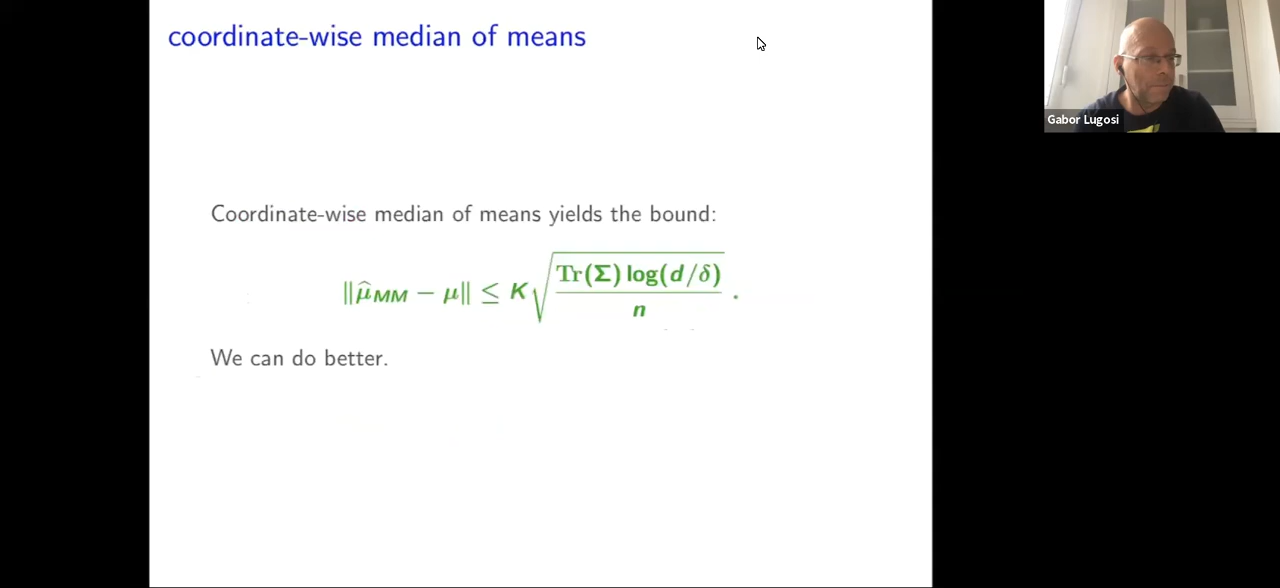 coordinate-wise median of means
Gabor Lugosi
Coordinate-wise median of means yields the bound:
‖μ̂_MM − μ‖ ≤ K√(Tr(Σ) log(d/δ) / n) .
We can do better.